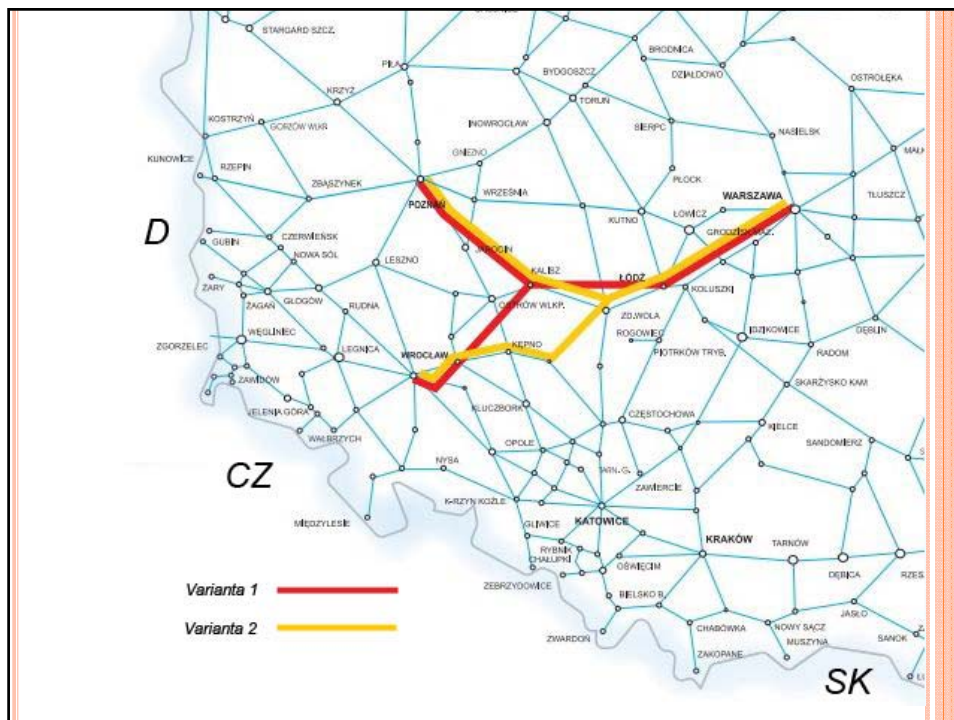 STARGARD SZCZ.
BRODNICA
PIŁA
BYDGOSZCZ
DZIAŁDOWO
OSTROŁĘKA
KRZYŻ
TORUŃ
KOSTRZYŃ
GORZÓW WLKP.
INOWROCŁAW
SIERPC
NASIELSK
KUNOWICE
RZEPIN
GNIEZNO
ZBĄSZYNEK
WRZEŚNIA
PŁOCK
WARSZAWA
TŁUSZCZ
POZNAŃ
KUTNO
ŁOWICZ
D
GRODZISK MAZ.
GUBIN
CZERWIEŃSK
NOWA SÓL
JAROCIN
LESZNO
KALISZ
ŁÓDŹ
ŻARY
ŻAGAŃ
GŁOGÓW
RUDNA
OSTRÓW WLKP.
KOLUSZKI
ZD.WOLA
WĘGLINIEC
ROGOWIEC
IDZIKOWICE
DĘBLIN
ZGORZELEC
LEGNICA
WROCŁAW
KĘPNO
PIOTRKÓW TRYB.
RADOM
ZAWIDÓW
SKARŻYSKO KAM
JELENIA GÓRA
KLUCZBORK
CZĘSTOCHOWA
KIELCE
WAŁBRZYCH
OPOLE
SANDOMIERZ
CZ
NYSA
TARN. G.
ZAWIERCIE
K-RZYN KOŹLE
MIĘDZYLESIE
GLIWICE
KATOWICE
KRAKÓW
TARNÓW
RYBNIK
CHAŁUPKI
OŚWIĘCIM
DĘBICA
RZES
Varianta 1
ZEBRZYDOWICE
BIELSKO B.
JASŁO
Varianta 2
ZWARDOŃ
CHABÓWKA
NOWY SĄCZ
SANOK
MUSZYNA
ZAKOPANE
SK